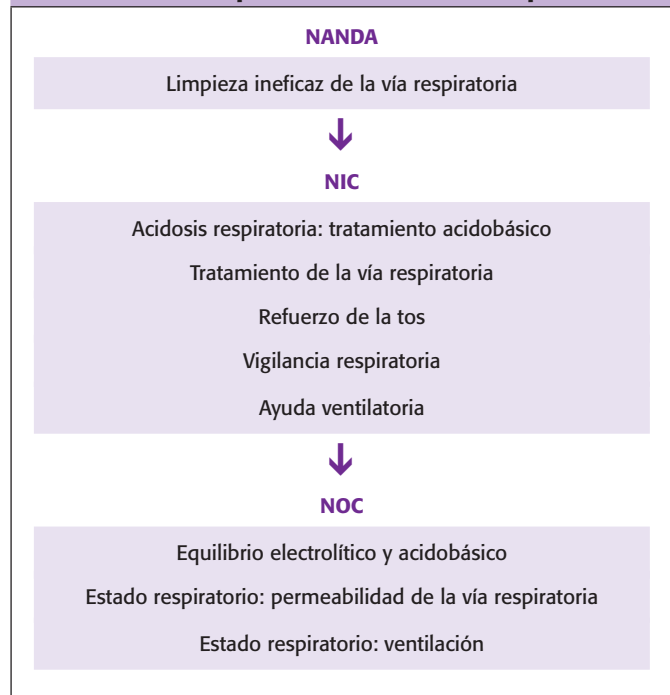 NANDA
Limpieza ineficaz de la vía respiratoria
NIC
Acidosis respiratoria: tratamiento acidobásico
Tratamiento de la vía respiratoria
Refuerzo de la tos
Vigilancia respiratoria
Ayuda ventilatoria
NOC
Equilibrio electrolítico y acidobásico
Estado respiratorio: permeabilidad de la vía respiratoria
Estado respiratorio: ventilación